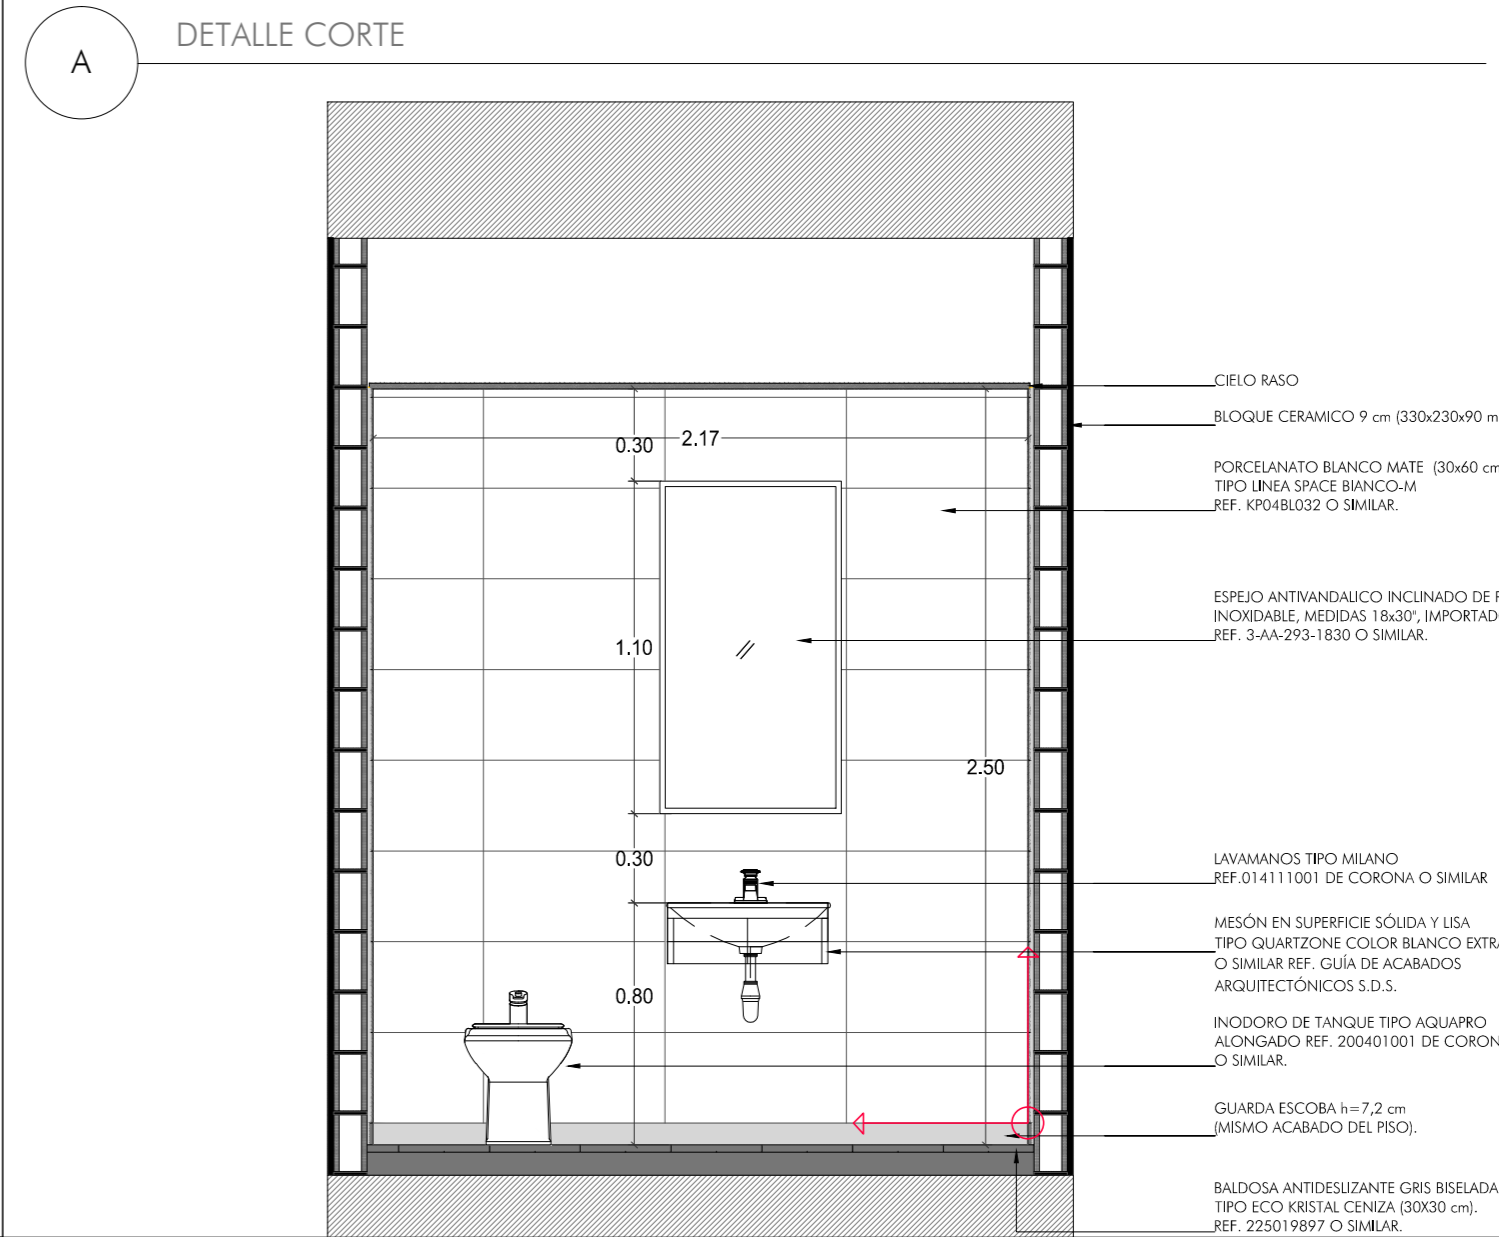 A
DETALLE CORTE
CIELO RASO
BLOQUE CERAMICO 9 cm (330x230x90 m
PORCELANATO BLANCO MATE (30x60 cm
TIPO LINEA SPACE BIANCO-M
REF. KP04BL032 O SIMILAR.
0.30
2.17
ESPEJO ANTIVANDALICO INCLINADO DE
INOXIDABLE, MEDIDAS 18x30", IMPORTAD
REF. 3-AA-293-1830 O SIMILAR.
1.10
2.50
0.30
LAVAMANOS TIPO MILANO
REF.014111001 DE CORONA O SIMILAR
MESÓN EN SUPERFICIE SÓLIDA Y LISA
TIPO QUARTZONE COLOR BLANCO EXTRA
O SIMILAR REF. GUÍA DE ACABADOS
ARQUITECTÓNICOS S.D.S.
0.80
INODORO DE TANQUE TIPO AQUAPRO
ALONGADO REF. 200401001 DE CORON
O SIMILAR.
GUARDA ESCOBA h=7,2 cm
(MISMO ACABADO DEL PISO).
BALDOSA ANTIDESLIZANTE GRIS BISELADA
TIPO ECO KRISTAL CENIZA (30X30 cm).
REF. 225019897 O SIMILAR.